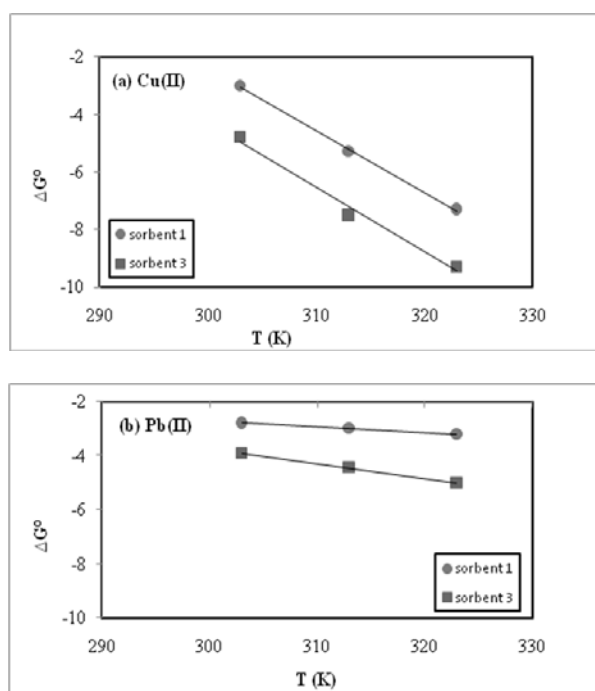 -2
(a) Cu(II)
-4
-6
ΔG°
-8
sorbent 1
sorbent 3
-10
290 300 310 320 330
T (K)
-2
(b) Pb(II)
-4
-6
ΔG°
-8
sorbent 1
sorbent 3
-10
290 300 310 320 330
T (K)